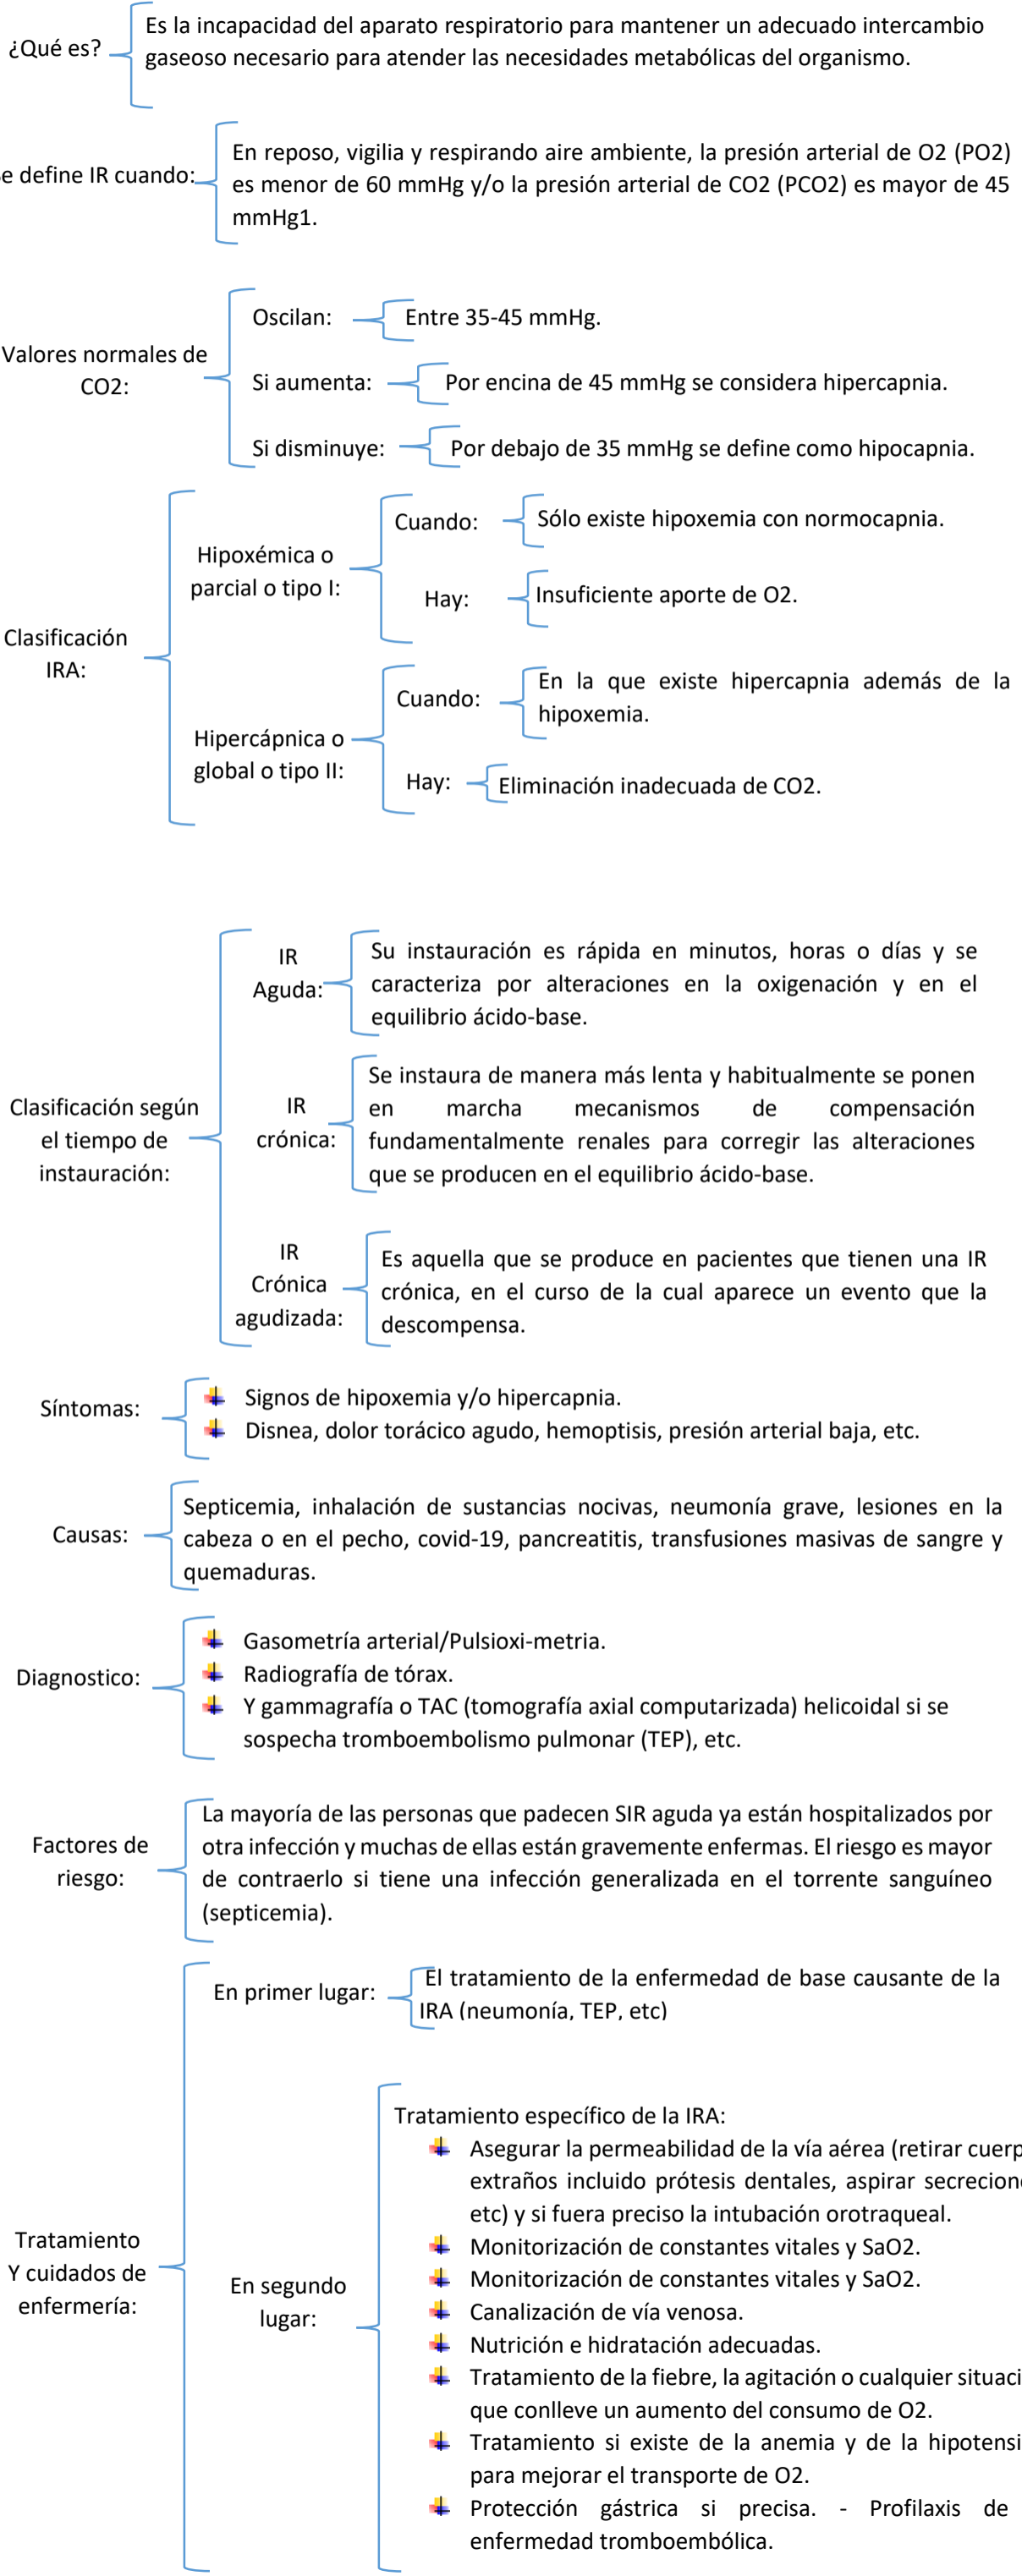 ¿Qué es?
Es la incapacidad del aparato respiratorio para mantener un adecuado intercambio
gaseoso necesario para atender las necesidades metabólicas del organismo.
e define IR cuando:
En reposo, vigilia y respirando aire ambiente, la presión arterial de O2 (PO2)
es menor de 60 mmHg y/o la presión arterial de CO2 (PCO2) es mayor de 45
mmHg1.
Valores normales de
CO2:
Oscilan:
Entre 35-45 mmHg.
Si aumenta:
Por encina de 45 mmHg se considera hipercapnia.
Si disminuye:
Por debajo de 35 mmHg se define como hipocapnia.
Clasificación
IRA:
Hipoxémica o
parcial o tipo I:
Cuando:
Sólo existe hipoxemia con normocapnia.
Hay:
Insuficiente aporte de O2.
Hipercápnica o
global o tipo II:
Cuando:
En la que existe hipercapnia además de la
hipoxemia.
Hay:
Eliminación inadecuada de CO2.
Clasificación según
el tiempo de
instauración:
IR
Aguda:
Su instauración es rápida en minutos, horas o días y se
caracteriza por alteraciones en la oxigenación y en el
equilibrio ácido-base.
IR
crónica:
Se instaura de manera más lenta y habitualmente se ponen
en marcha mecanismos de compensación
fundamentalmente renales para corregir las alteraciones
que se producen en el equilibrio ácido-base.
IR
Crónica
agudizada:
Es aquella que se produce en pacientes que tienen una IR
crónica, en el curso de la cual aparece un evento que la
descompensa.
Síntomas:
Signos de hipoxemia y/o hipercapnia.
Disnea, dolor torácico agudo, hemoptisis, presión arterial baja, etc.
Causas:
Septicemia, inhalación de sustancias nocivas, neumonía grave, lesiones en la
cabeza o en el pecho, covid-19, pancreatitis, transfusiones masivas de sangre y
quemaduras.
Diagnostico:
Gasometría arterial/Pulsioxi-metria.
Radiografía de tórax.
Y gammagrafía o TAC (tomografía axial computarizada) helicoidal si se
sospecha tromboembolismo pulmonar (TEP), etc.
Factores de
riesgo:
La mayoría de las personas que padecen SIR aguda ya están hospitalizados por
otra infección y muchas de ellas están gravemente enfermas. El riesgo es mayor
de contraerlo si tiene una infección generalizada en el torrente sanguíneo
(septicemia).
Tratamiento
Y cuidados de
enfermería:
En primer lugar:
El tratamiento de la enfermedad de base causante de la
IRA (neumonía, TEP, etc)
En segundo
lugar:
Tratamiento específico de la IRA:
Asegurar la permeabilidad de la vía aérea (retirar cuerp
extraños incluido prótesis dentales, aspirar secrecion
etc) y si fuera preciso la intubación orotraqueal.
Monitorización de constantes vitales y SaO2.
Monitorización de constantes vitales y SaO2.
Canalización de vía venosa.
Nutrición e hidratación adecuadas.
Tratamiento de la fiebre, la agitación o cualquier situaci
que conlleve un aumento del consumo de O2.
Tratamiento si existe de la anemia y de la hipotensi
para mejorar el transporte de O2.
Protección gástrica si precisa. - Profilaxis de
enfermedad tromboembólica.